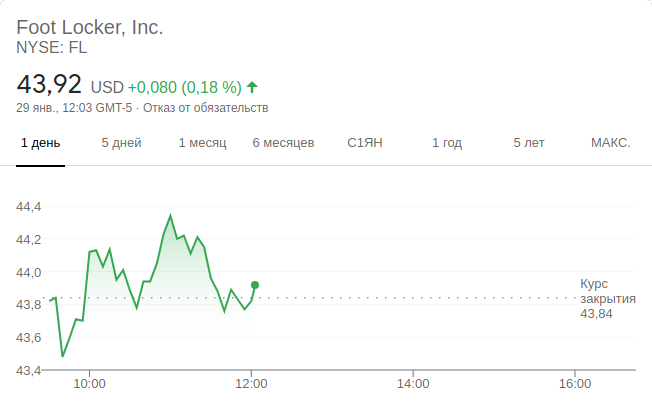 Foot Locker, Inc.
NYSE: FL
43,92 USD +0,080 (0,18 %)
29 янв., 12:03 GMT-5 · Отказ от обязательств
1 день 5 дней 1 месяц 6 месяцев С1ЯН 1 год 5 лет МАКС.
44,4
44,2
44,0
43,8
43,6
43,4
Курс
закрытия
43,84
10:00 12:00 14:00 16:00